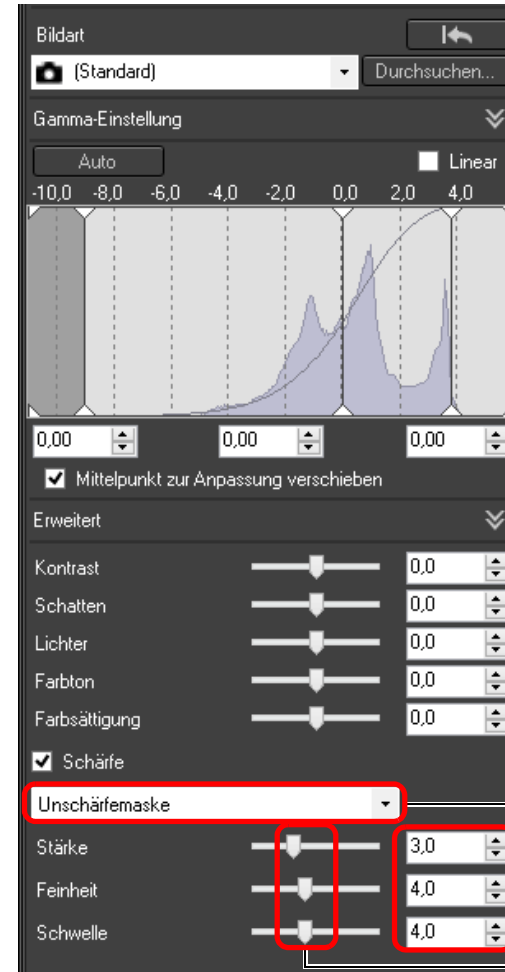 Bildart
(Standard) Durchsuchen...
Gamma-Einstellung
Auto Linear
-10,0 -8,0 -6,0 -4,0 -2,0 0,0 2,0 4,0
0,00 0,00 0,00
Mittelpunkt zur Anpassung verschieben
Erweitert
Kontrast 0,0
Schatten 0,0
Lichter 0,0
Farbton 0,0
Farbsättigung 0,0
Schärfe
Unschärfemaske
Stärke 3,0
Feinheit 4,0
Schwelle 4,0